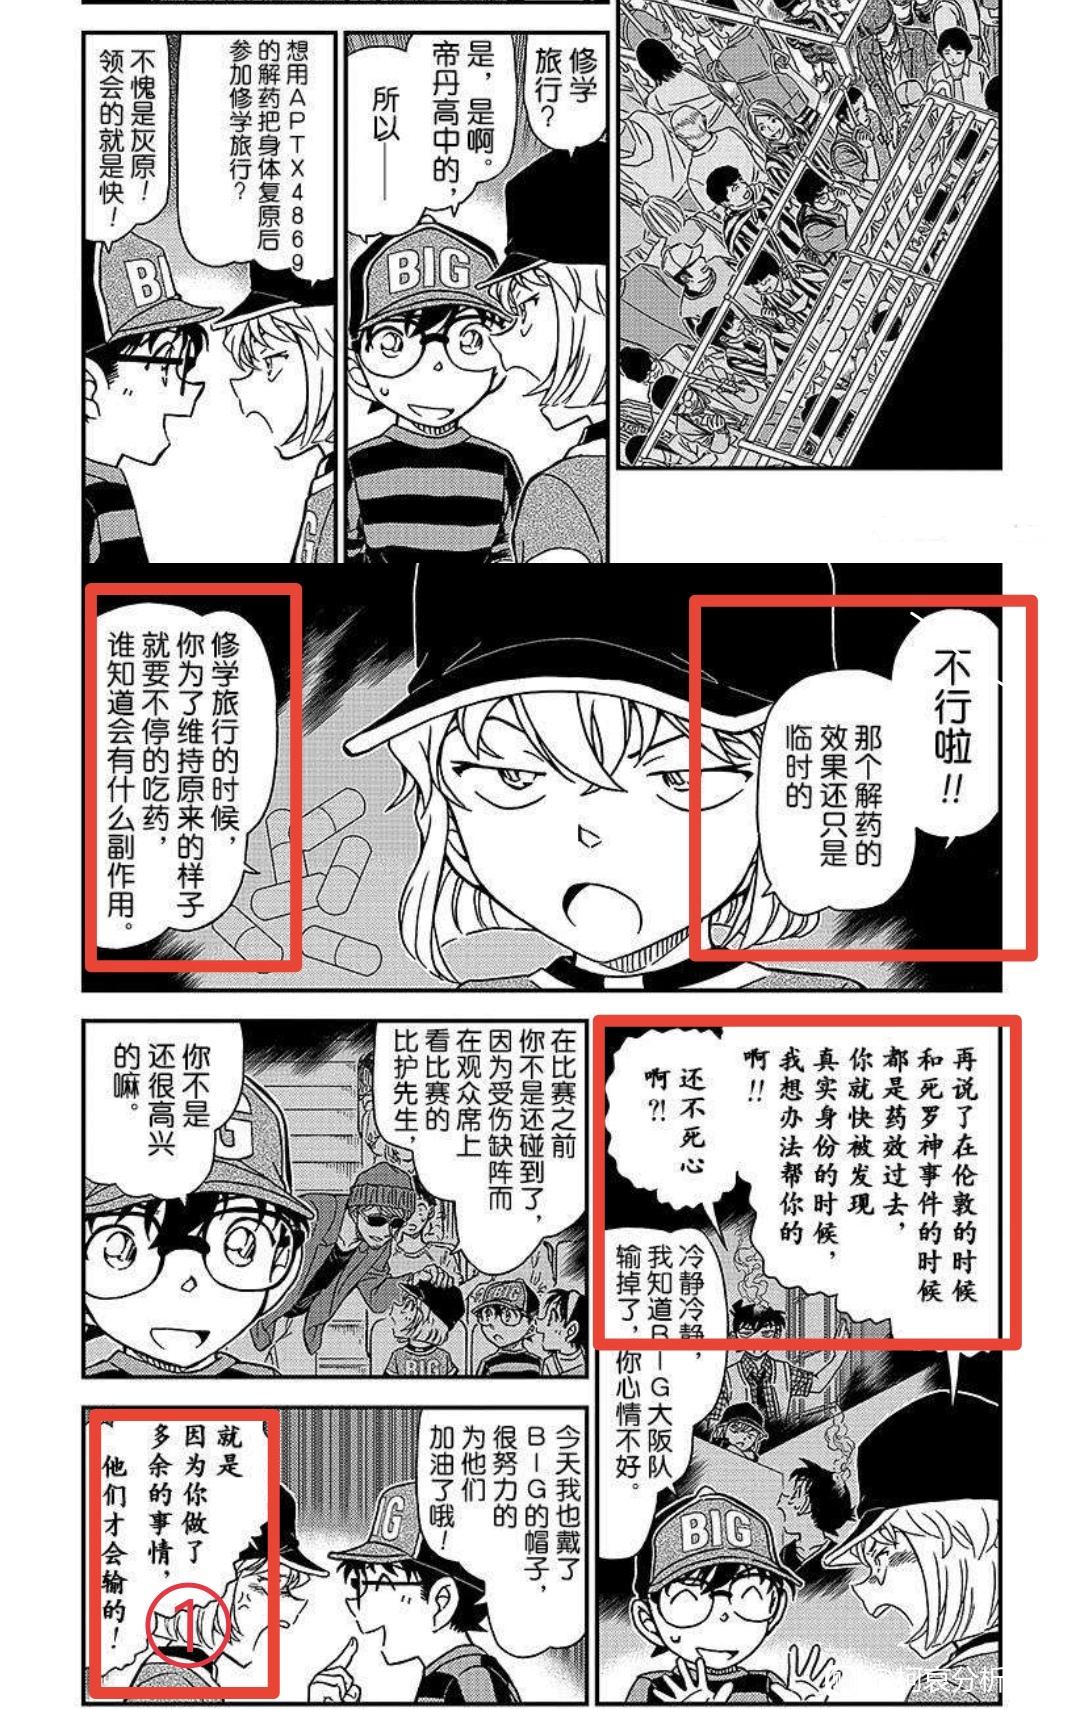 修学
旅行？
是，是啊。
帝丹高中的，
所以——
想用APTX4869
的解药把身体复原后
参加修学旅行？
不愧是灰原！
领会的就是快！
BIG
BI
G
不行啦！！
那个解药的
效果还只是
临时的
修学旅行的时候，
你为了维持原来的样子
就要不停的吃药，
谁知道会有什么副作用。
再说了在伦敦的时候
和死罗神事件的时候
都是药效过去，
你就快被发现
真实身份的时候，
我想办法帮你的
啊！！
还不死心
啊？！
冷静冷静，
我知道BIG大阪队
输掉了，你心情不好。
BIG
在比赛之前
你不是还碰到了，
因为受伤缺阵而
在观众席上
看比赛的
比护先生，
BIG
BIG
你不是
还很高兴
的嘛。
G
今天我也戴了
BIG的帽子，
很努力的
为他们
加油了哦！
G
就是
因为你做了
多余的事情，
他们才会输的！
①
柯哀分析